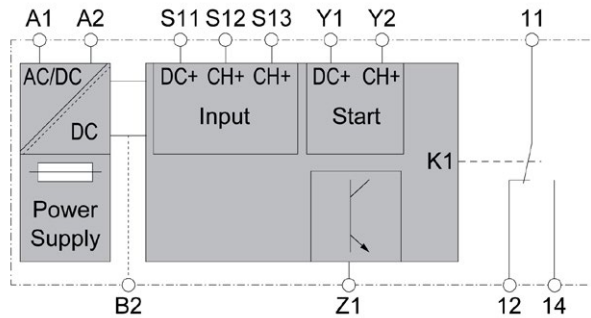 A1 A2 S11 S12 S13 Y1 Y2 11
AC/DC DC+ CH+ CH+ DC+ CH+
Input Start
DC
K1
Power
Supply
B2 Z1 12 14